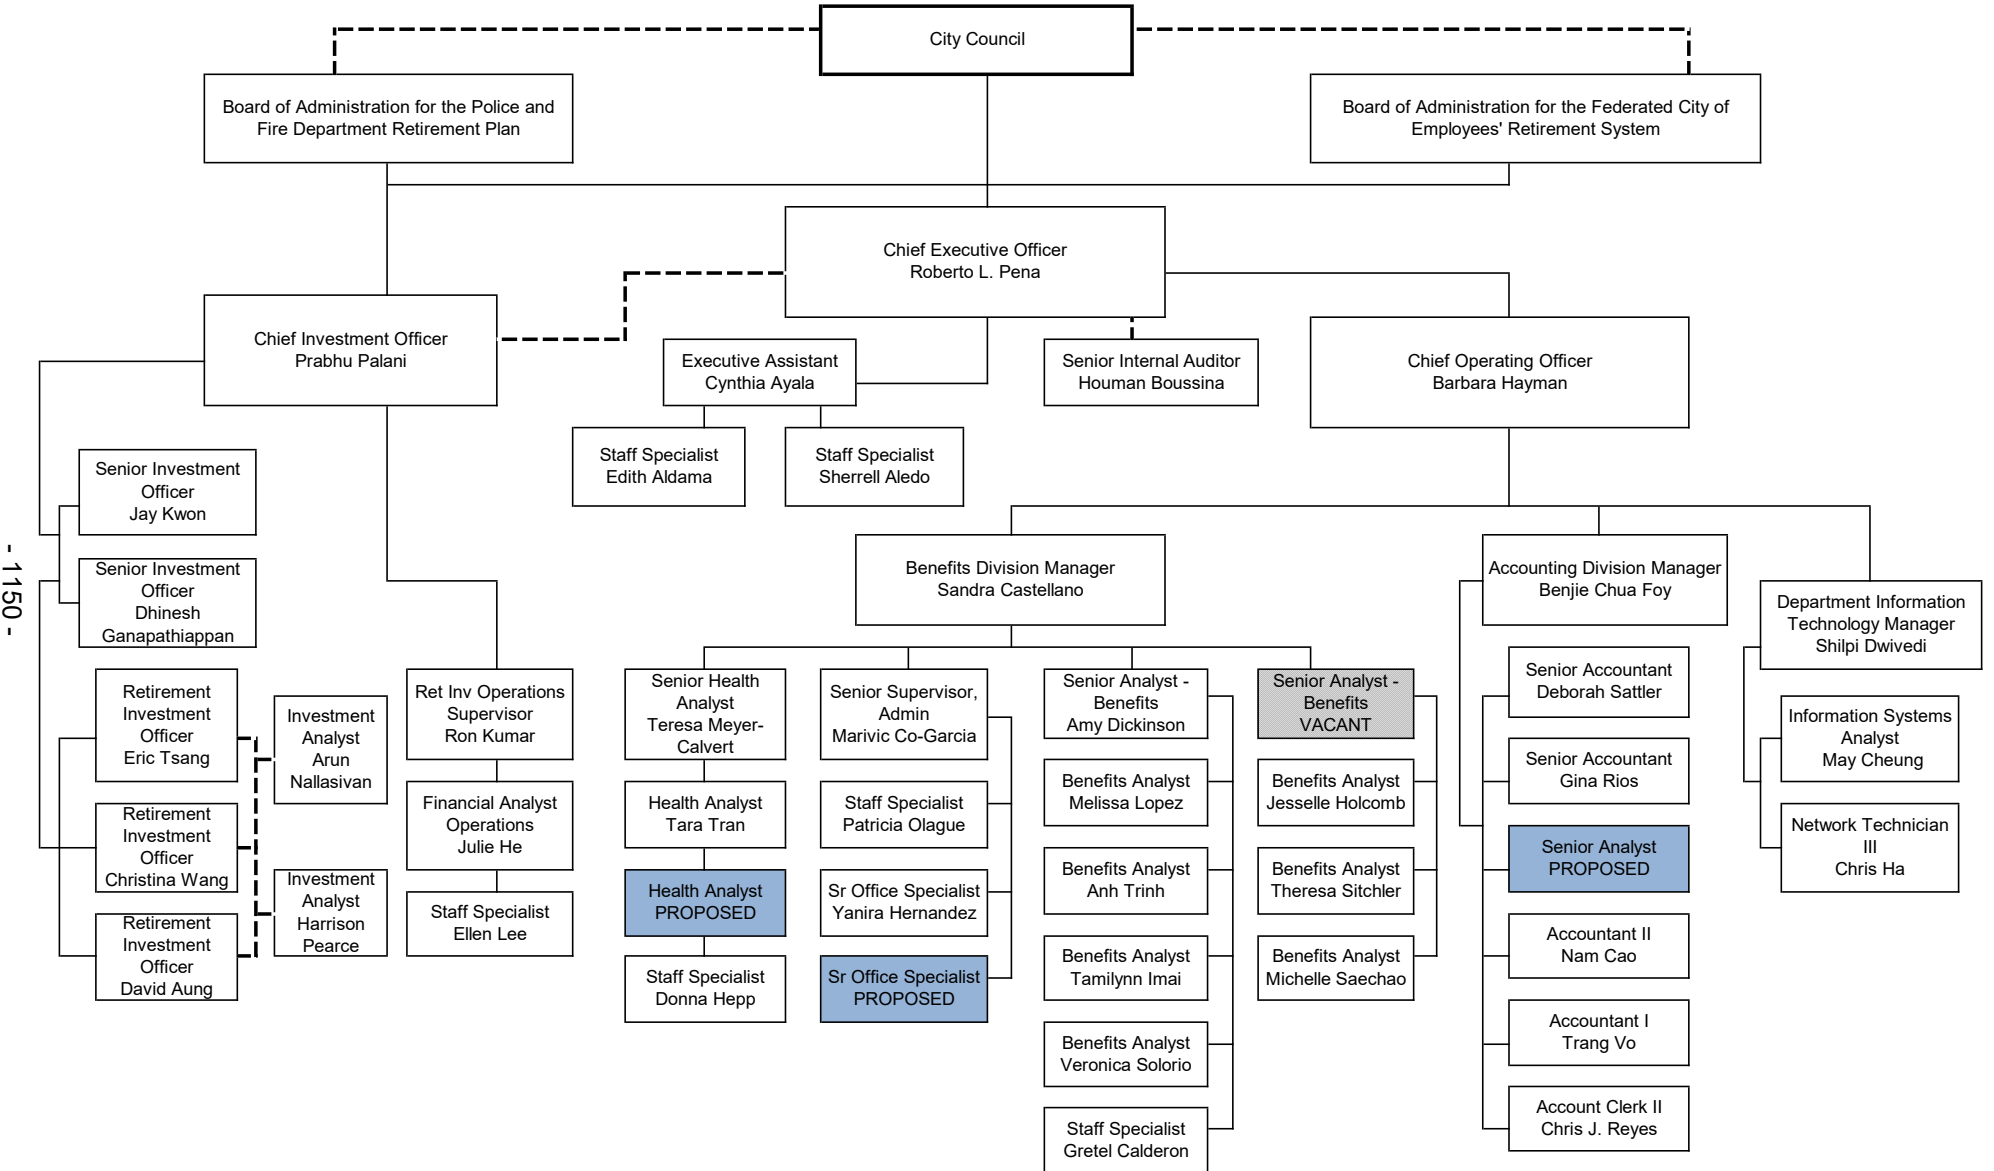 City Council
Board of Administration for the Police and
Fire Department Retirement Plan
Board of Administration for the Federated City of
Employees' Retirement System
Chief Executive Officer
Roberto L. Pena
Chief Investment Officer
Prabhu Palani
Executive Assistant
Cynthia Ayala
Senior Internal Auditor
Houman Boussina
Chief Operating Officer
Barbara Hayman
Staff Specialist
Edith Aldama
Staff Specialist
Sherrell Aledo
Senior Investment
Officer
Jay Kwon
Senior Investment
Officer
Dhinesh
Ganapathiappan
- 1150 -
Benefits Division Manager
Sandra Castellano
Accounting Division Manager
Benjie Chua Foy
Department Information
Technology Manager
Shilpi Dwivedi
Retirement
Investment
Officer
Eric Tsang
Retirement
Investment
Officer
Christina Wang
Retirement
Investment
Officer
David Aung
Investment
Analyst
Arun
Nallasivan
Investment
Analyst
Harrison
Pearce
Ret Inv Operations
Supervisor
Ron Kumar
Financial Analyst
Operations
Julie He
Staff Specialist
Ellen Lee
Senior Health
Analyst
Teresa Meyer-
Calvert
Health Analyst
Tara Tran
Health Analyst
PROPOSED
Staff Specialist
Donna Hepp
Senior Supervisor,
Admin
Marivic Co-Garcia
Staff Specialist
Patricia Olague
Sr Office Specialist
Yanira Hernandez
Sr Office Specialist
PROPOSED
Senior Analyst -
Benefits
Amy Dickinson
Benefits Analyst
Melissa Lopez
Benefits Analyst
Anh Trinh
Benefits Analyst
Tamilynn Imai
Benefits Analyst
Veronica Solorio
Staff Specialist
Gretel Calderon
Senior Analyst -
Benefits
VACANT
Benefits Analyst
Jesselle Holcomb
Benefits Analyst
Theresa Sitchler
Benefits Analyst
Michelle Saechao
Senior Accountant
Deborah Sattler
Senior Accountant
Gina Rios
Senior Analyst
PROPOSED
Accountant II
Nam Cao
Accountant I
Trang Vo
Account Clerk II
Chris J. Reyes
Information Systems
Analyst
May Cheung
Network Technician
III
Chris Ha